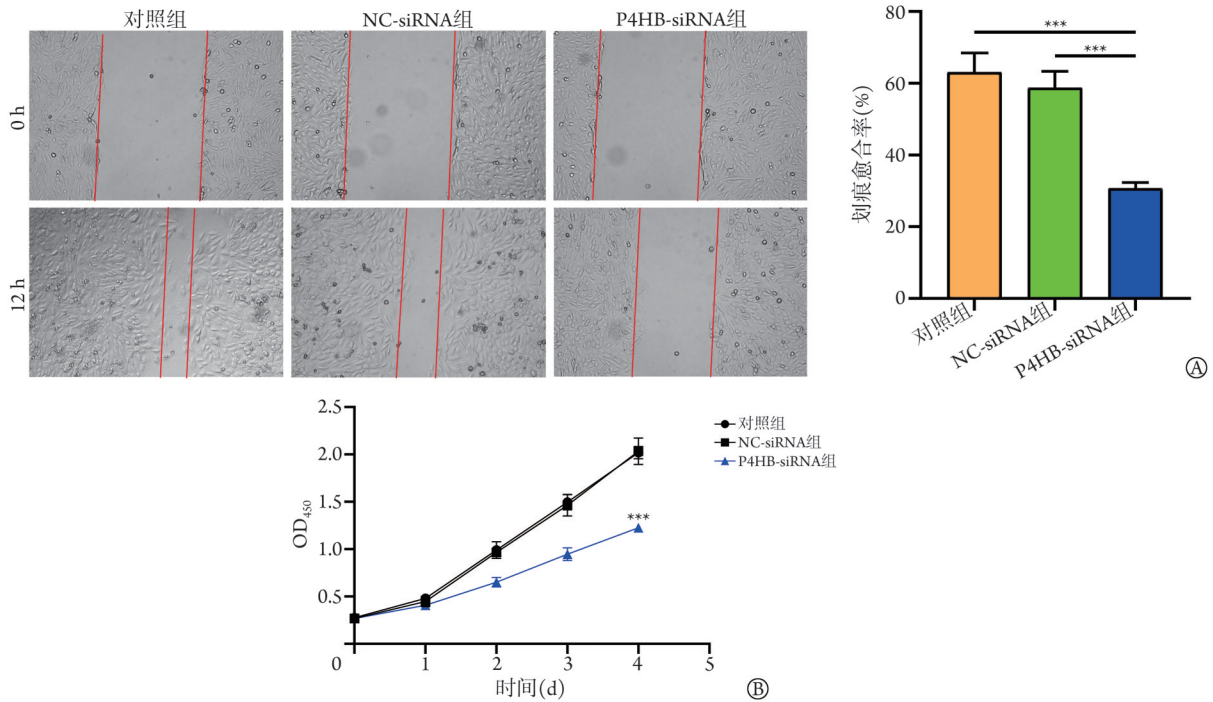 对照组
NC-siRNA组
P4HB-siRNA组
0 h
12 h
***
***
划痕愈合率(%)
80
60
40
20
0
对照组
NC-siRNA组
P4HB-siRNA组
Ⓐ
OD450
2.5
2.0
1.5
1.0
0.5
0
1
2
3
4
5
时间(d)
***
对照组
NC-siRNA组
P4HB-siRNA组
Ⓑ